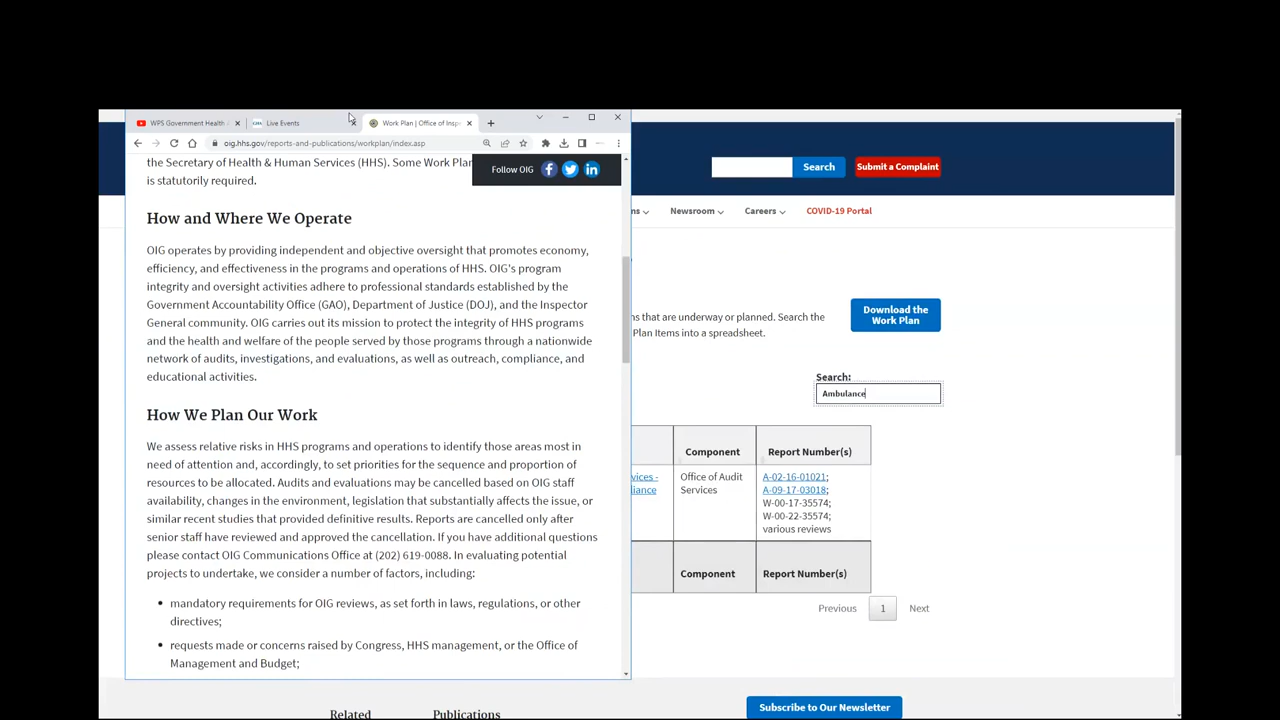 WPS Government Health
Live Events
Work Plan | Office of Insp
oig.hhs.gov/reports-and-publications/workplan/index.asp
the Secretary of Health & Human Services (HHS). Some Work Plan
is statutorily required.
Follow OIG
How and Where We Operate
OIG operates by providing independent and objective oversight that promotes economy,
efficiency, and effectiveness in the programs and operations of HHS. OIG's program
integrity and oversight activities adhere to professional standards established by the
Government Accountability Office (GAO), Department of Justice (DOJ), and the Inspector
General community. OIG carries out its mission to protect the integrity of HHS programs
and the health and welfare of the people served by those programs through a nationwide
network of audits, investigations, and evaluations, as well as outreach, compliance, and
educational activities.
How We Plan Our Work
We assess relative risks in HHS programs and operations to identify those areas most in
need of attention and, accordingly, to set priorities for the sequence and proportion of
resources to be allocated. Audits and evaluations may be cancelled based on OIG staff
availability, changes in the environment, legislation that substantially affects the issue, or
similar recent studies that provided definitive results. Reports are cancelled only after
senior staff have reviewed and approved the cancellation. If you have additional questions
please contact OIG Communications Office at (202) 619-0088. In evaluating potential
projects to undertake, we consider a number of factors, including:
• mandatory requirements for OIG reviews, as set forth in laws, regulations, or other
directives;
• requests made or concerns raised by Congress, HHS management, or the Office of
Management and Budget;
Search
Submit a Complaint
ns
Newsroom
Careers
COVID-19 Portal
ns that are underway or planned. Search the
Plan Items into a spreadsheet.
Download the
Work Plan
Search:
Ambulance
Component
Report Number(s)
vices -
liance
Office of Audit
Services
A-02-16-01021;
A-09-17-03018;
W-00-17-35574;
W-00-22-35574;
various reviews
Component
Report Number(s)
Previous
1
Next
Related
Publications
Subscribe to Our Newsletter